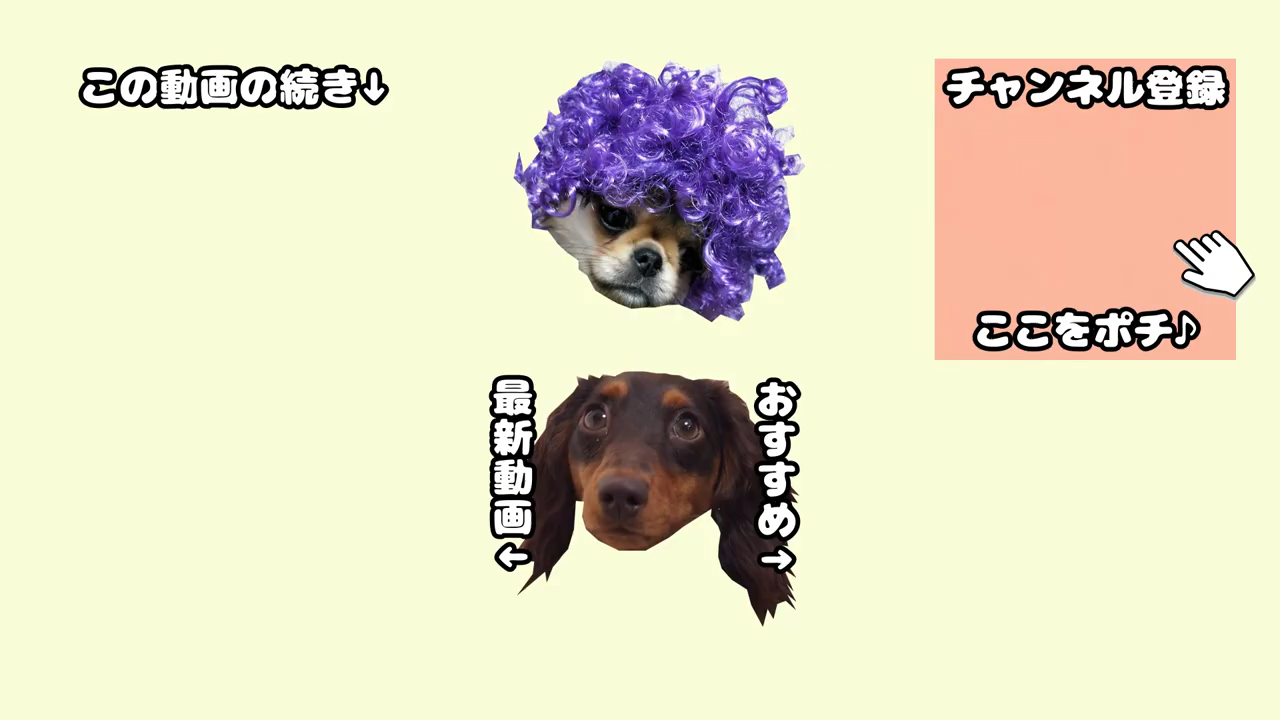 この動画の続き↓
チャンネル登録
ここをポチ♪
最新動画←
おすすめ→